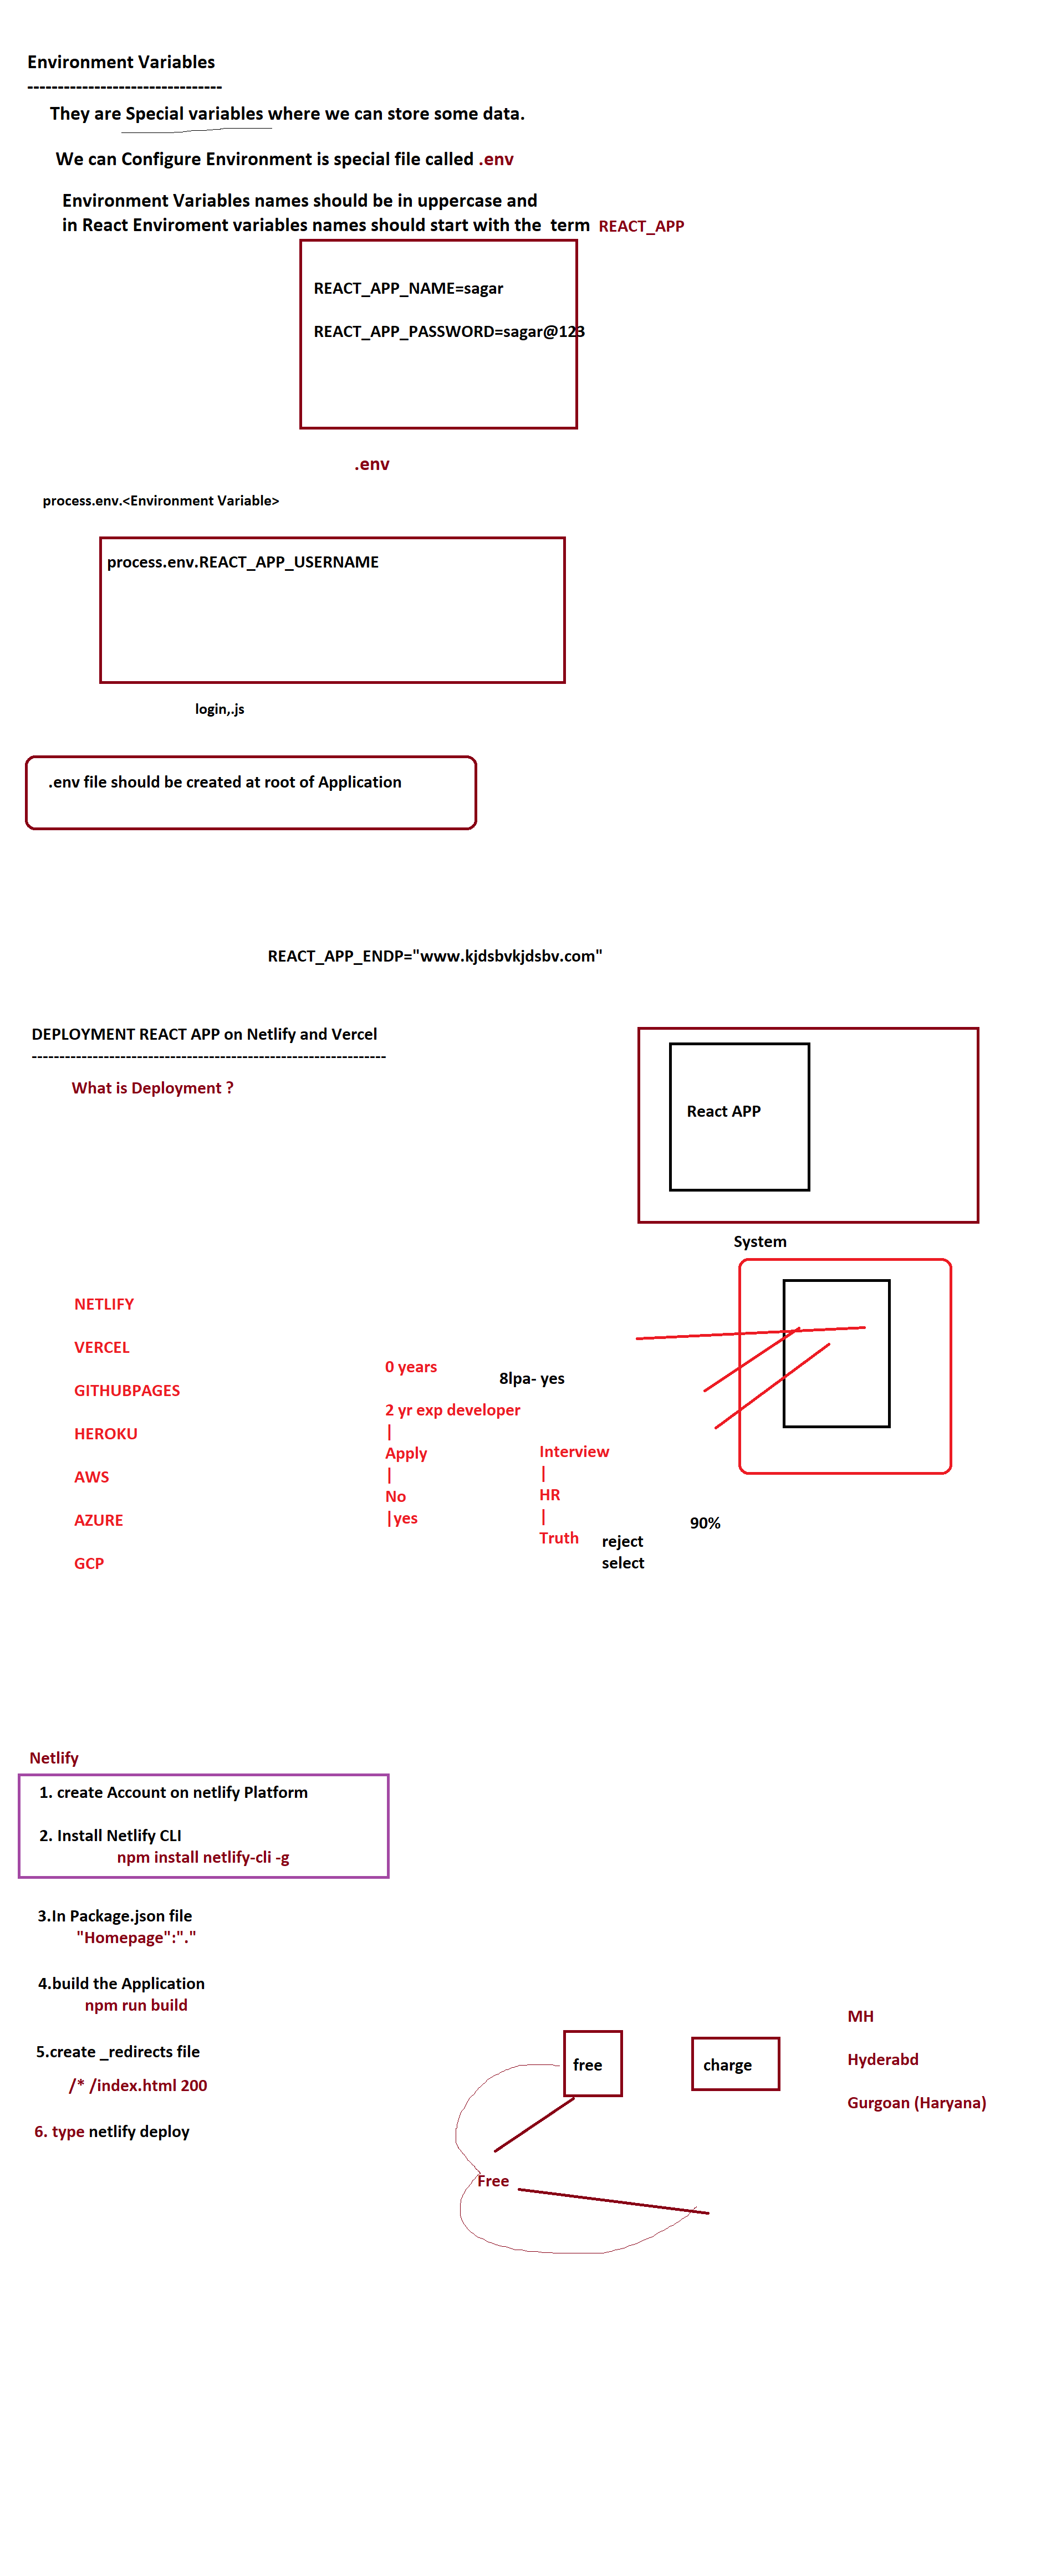 Environment Variables
--------------------------------
They are Special variables where we can store some data.
We can Configure Environment is special file called .env
Environment Variables names should be in uppercase and
in React Enviroment variables names should start with the term REACT_APP
REACT_APP_NAME=sagar
REACT_APP_PASSWORD=sagar@123
.env
process.env.<Environment Variable>
process.env.REACT_APP_USERNAME
login,.js
.env file should be created at root of Application
REACT_APP_ENDP="www.kjdsbvkjdsbv.com"
DEPLOYMENT REACT APP on Netlify and Vercel
----------------------------------------------------------------
What is Deployment ?
React APP
System
NETLIFY
VERCEL
GITHUBPAGES
HEROKU
AWS
AZURE
GCP
0 years
8lpa- yes
2 yr exp developer
|
Apply
|
No
|yes
Interview
|
HR
|
Truth
reject
select
90%
Netlify
1. create Account on netlify Platform
2. Install Netlify CLI
npm install netlify-cli -g
3.In Package.json file
"Homepage":"."
4.build the Application
npm run build
5.create _redirects file
/* /index.html 200
6. type netlify deploy
free
charge
Free
MH
Hyderabd
Gurgoan (Haryana)